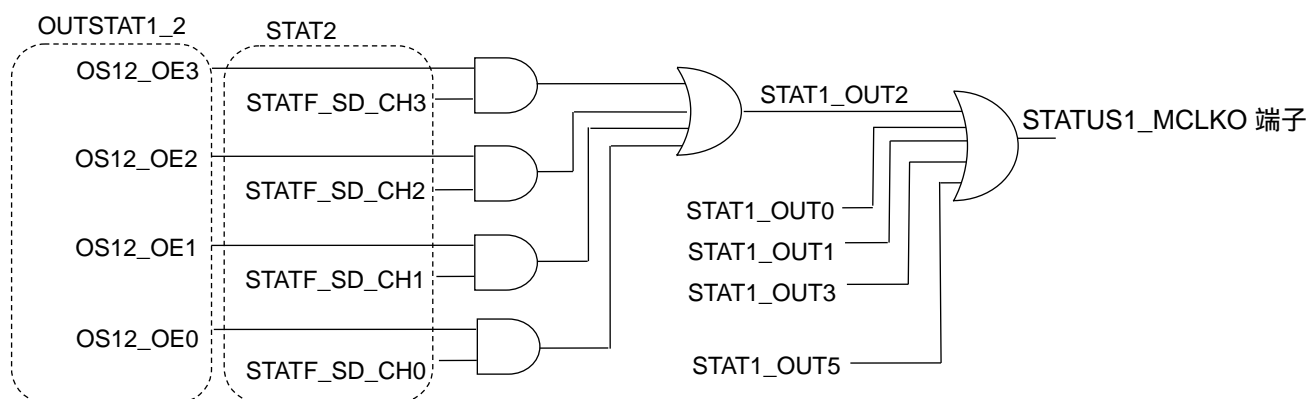 OUTSTAT1_2
STAT2
OS12_OE3
STATF_SD_CH3
OS12_OE2
STATF_SD_CH2
OS12_OE1
STATF_SD_CH1
OS12_OE0
STATF_SD_CH0
STAT1_OUT2
STATUS1_MCLKO 端子
STAT1_OUT0
STAT1_OUT1
STAT1_OUT3
STAT1_OUT5